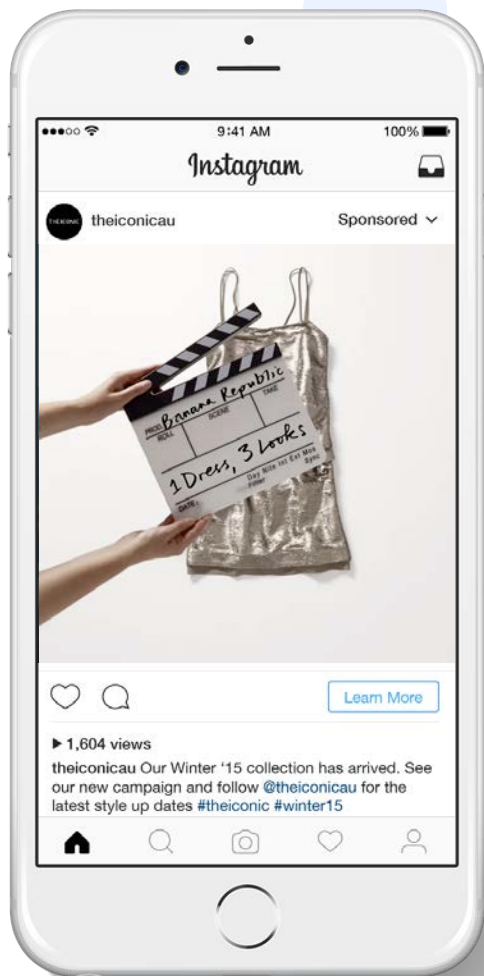 9:41 AM
100%
Instagram
THE ICONIC
theiconicau
Sponsored
PROD. Banana Republic
ROLL
SCENE
TAKE
1 Dress, 3 Looks
DATE:
Day Nite Int Ext Mos
Filter
Sync
Learn More
1,604 views
theiconicau Our Winter ‘15 collection has arrived. See
our new campaign and follow @theiconicau for the
latest style up dates #theiconic #winter15